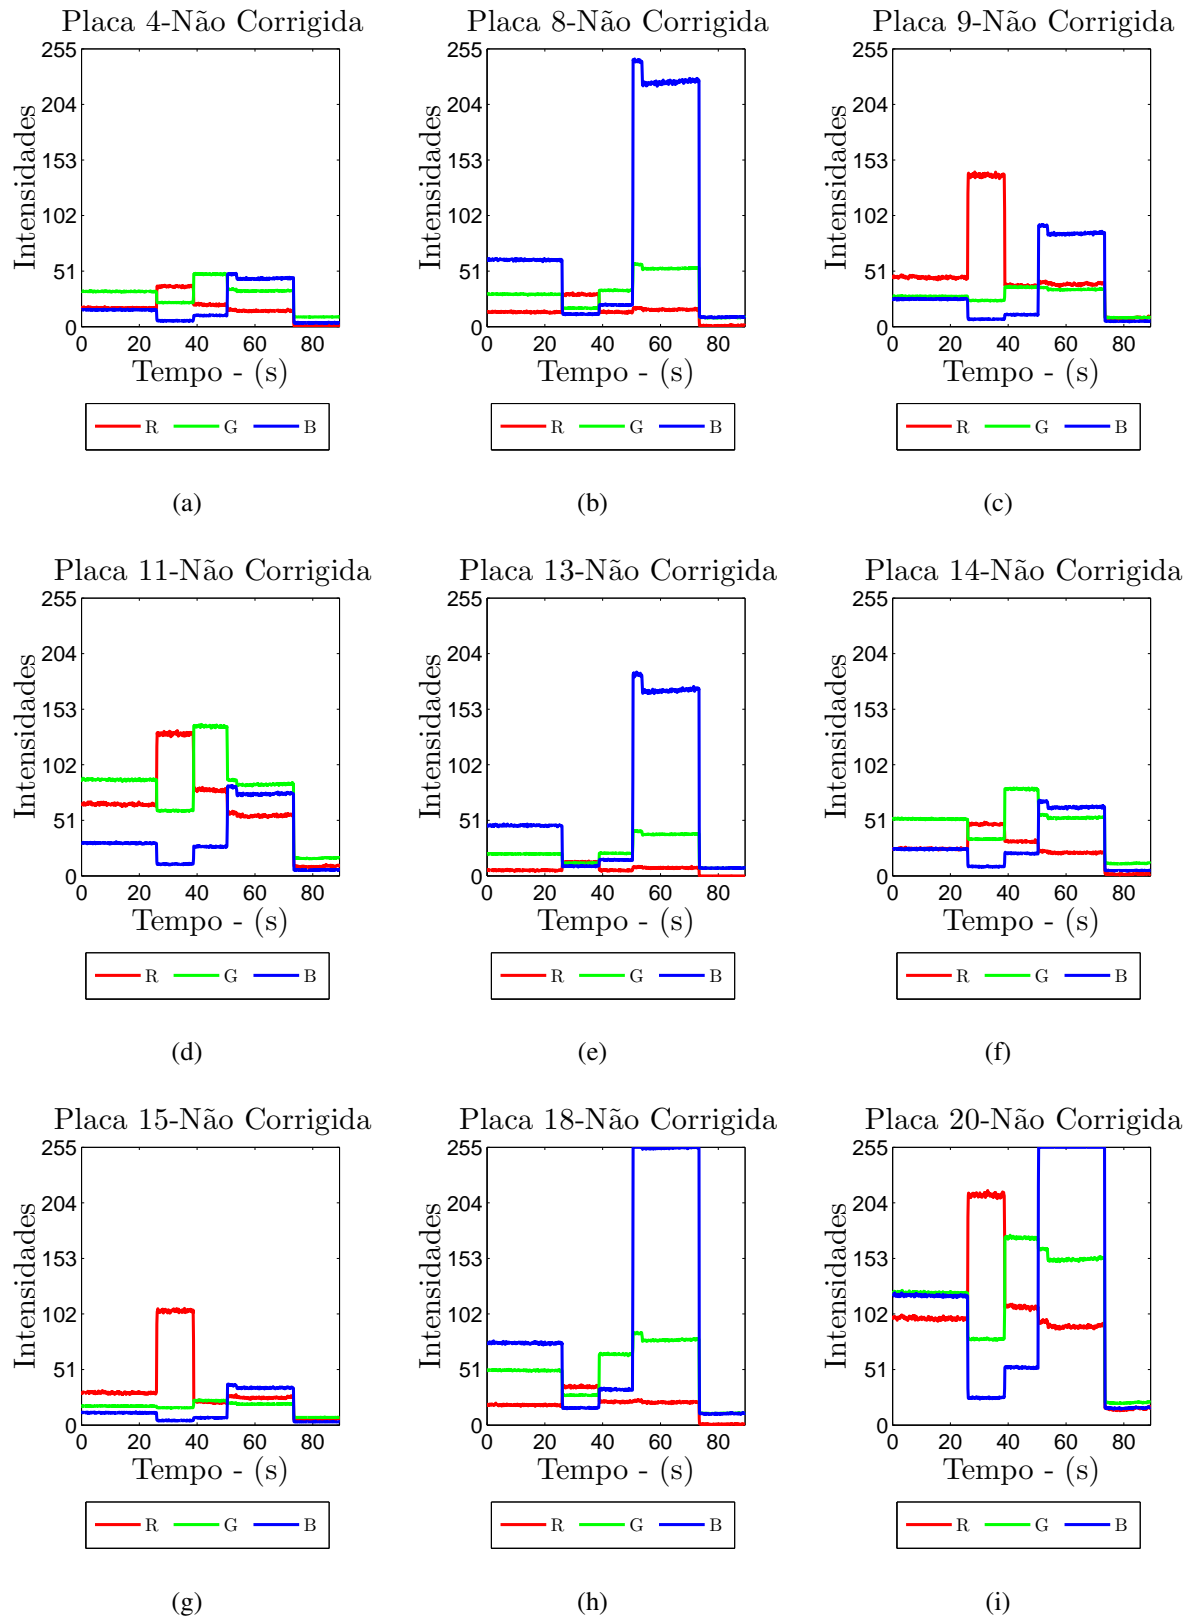 Placa 4-Não Corrigida
255
204
153
102
51
0
Intensidades
0 20 40 60 80
Tempo - (s)
R G B
(a)
Placa 8-Não Corrigida
255
204
153
102
51
0
Intensidades
0 20 40 60 80
Tempo - (s)
R G B
(b)
Placa 9-Não Corrigida
255
204
153
102
51
0
Intensidades
0 20 40 60 80
Tempo - (s)
R G B
(c)
Placa 11-Não Corrigida
255
204
153
102
51
0
Intensidades
0 20 40 60 80
Tempo - (s)
R G B
(d)
Placa 13-Não Corrigida
255
204
153
102
51
0
Intensidades
0 20 40 60 80
Tempo - (s)
R G B
(e)
Placa 14-Não Corrigida
255
204
153
102
51
0
Intensidades
0 20 40 60 80
Tempo - (s)
R G B
(f)
Placa 15-Não Corrigida
255
204
153
102
51
0
Intensidades
0 20 40 60 80
Tempo - (s)
R G B
(g)
Placa 18-Não Corrigida
255
204
153
102
51
0
Intensidades
0 20 40 60 80
Tempo - (s)
R G B
(h)
Placa 20-Não Corrigida
255
204
153
102
51
0
Intensidades
0 20 40 60 80
Tempo - (s)
R G B
(i)